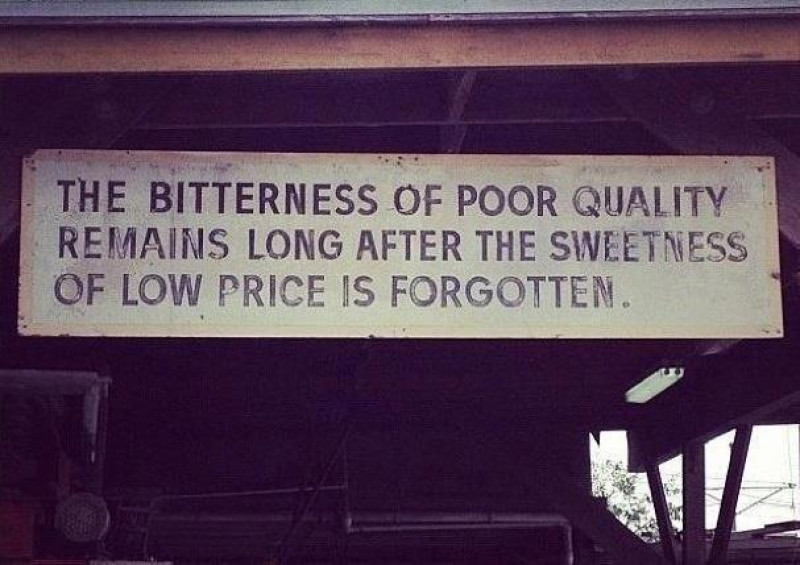 THE BITTERNESS OF POOR QUALITY
REMAINS LONG AFTER THE SWEETNESS
OF LOW PRICE IS FORGOTTEN.